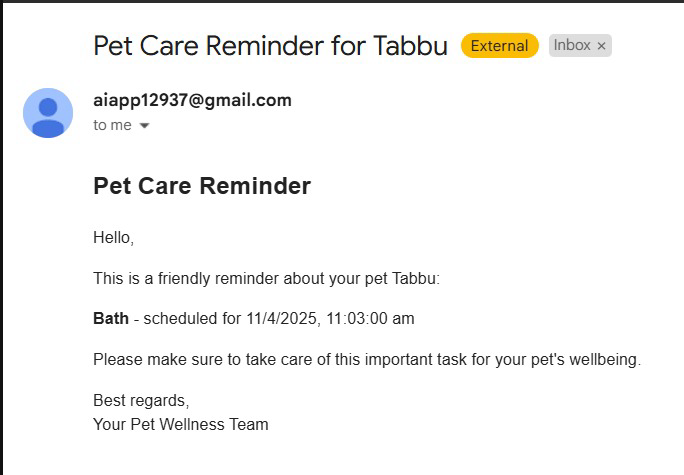 Pet Care Reminder for Tabbu External Inbox ×
aiapp12937@gmail.com
to me
Pet Care Reminder
Hello,
This is a friendly reminder about your pet Tabbu:
Bath - scheduled for 11/4/2025, 11:03:00 am
Please make sure to take care of this important task for your pet's wellbeing.
Best regards,
Your Pet Wellness Team